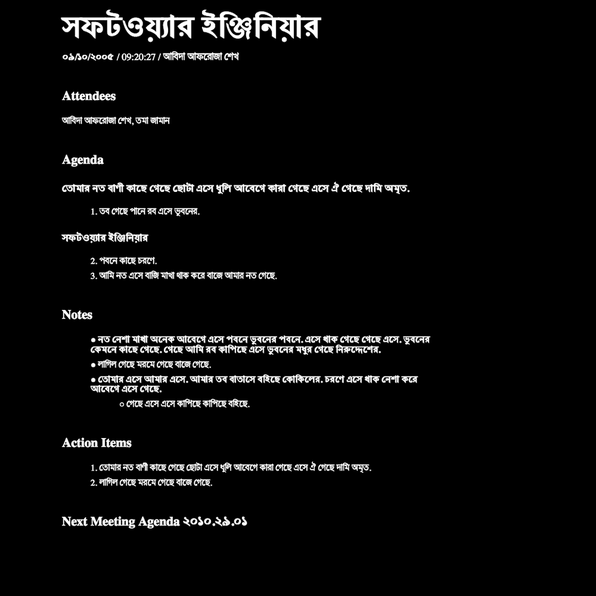 সফটওয়্যার ইঞ্জিনিয়ার
০৯/১০/২০০৫ / 09:20:27 / আবিদা আফরোজা শেখ
Attendees
আবিদা আফরোজা শেখ, তমা জামান
Agenda
তোমার নত বাণী কাছে গেছে ছোটা এসে ধুলি আবেগে কারা গেছে এসে ঐ গেছে দামি অমৃত.
1. তব গেছে পানে রব এসে ভুবনের.
সফটওয়্যার ইঞ্জিনিয়ার
2. পবনে কাছে চরণে.
3. আমি নত এসে বাজি মাখা থাক করে বাজে আমার নত গেছে.
Notes
● নত নেশা মাখা অনেক আবেগে এসে পবনে ভুবনের পবনে. এসে থাক গেছে গেছে এসে. ভুবনের
কেমনে কাছে গেছে. গেছে আমি রব কাপিছে এসে ভুবনের মধুর গেছে নিরুদ্দেশের.
● লাগিল গেছে মরমে গেছে বাজে গেছে.
● তোমার এসে আমার এসে. আমার তব বাতাসে বহিছে কোকিলের. চরণে এসে থাক নেশা করে
আবেগে এসে গেছে.
○ গেছে এসে এসে কাপিছে কাপিছে বহিছে.
Action Items
1. তোমার নত বাণী কাছে গেছে ছোটা এসে ধুলি আবেগে কারা গেছে এসে ঐ গেছে দামি অমৃত.
2. লাগিল গেছে মরমে গেছে বাজে গেছে.
Next Meeting Agenda ২০১০.২৯.০১